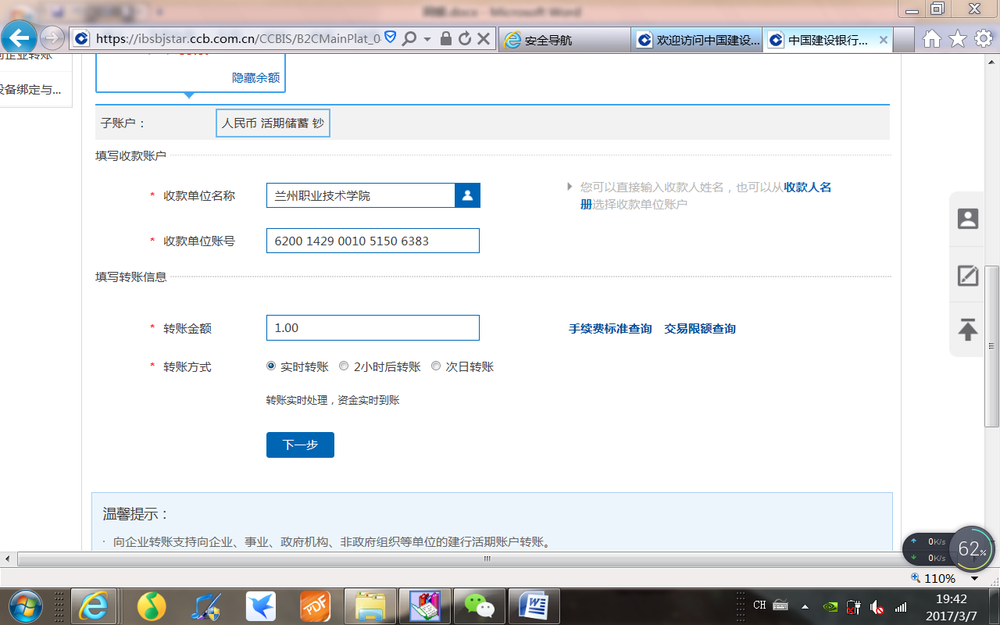 网银.docx - Microsoft Word
https://ibsbjstar.ccb.com.cn/CCBIS/B2CMainPlat_0
安全导航
欢迎访问中国建设...
中国建设银行...
向企业转账
设备绑定与...
隐藏余额
子账户： 人民币 活期储蓄 钞
填写收款账户
* 收款单位名称 兰州职业技术学院
您可以直接输入收款人姓名，也可以从收款人名
册选择收款单位账户
* 收款单位账号 6200 1429 0010 5150 6383
填写转账信息
* 转账金额 1.00 手续费标准查询 交易限额查询
* 转账方式 实时转账 2小时后转账 次日转账
转账实时处理，资金实时到账
下一步
温馨提示：
· 向企业转账支持向企业、事业、政府机构、非政府组织等单位的建行活期账户转账。
0K/s
0K/s
62%
110%
PDF
CH
19:42
2017/3/7